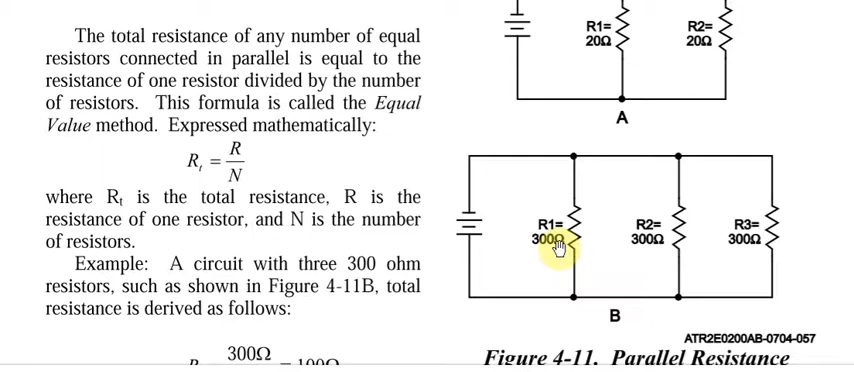 The total resistance of any number of equal
resistors connected in parallel is equal to the
resistance of one resistor divided by the number
of resistors. This formula is called the Equal
Value method. Expressed mathematically:
R_t = R/N
where R_t is the total resistance, R is the
resistance of one resistor, and N is the number
of resistors.
Example: A circuit with three 300 ohm
resistors, such as shown in Figure 4-11B, total
resistance is derived as follows:
300Ω
R1= R2=
20Ω 20Ω
A
R1= R2= R3=
300Ω 300Ω 300Ω
B
ATR2E0200AB-0704-057
Figure 4-11. Parallel Resistance